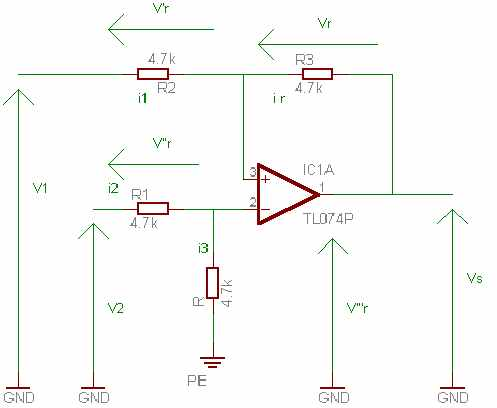 V'r
Vr
4.7k
R2
R3
4.7k
i1
i r
V"r
i2
R1
4.7k
3
+
IC1A
1
2
−
TL074P
V1
i3
R
4.7k
V2
V"'r
Vs
PE
GND
GND
GND
GND